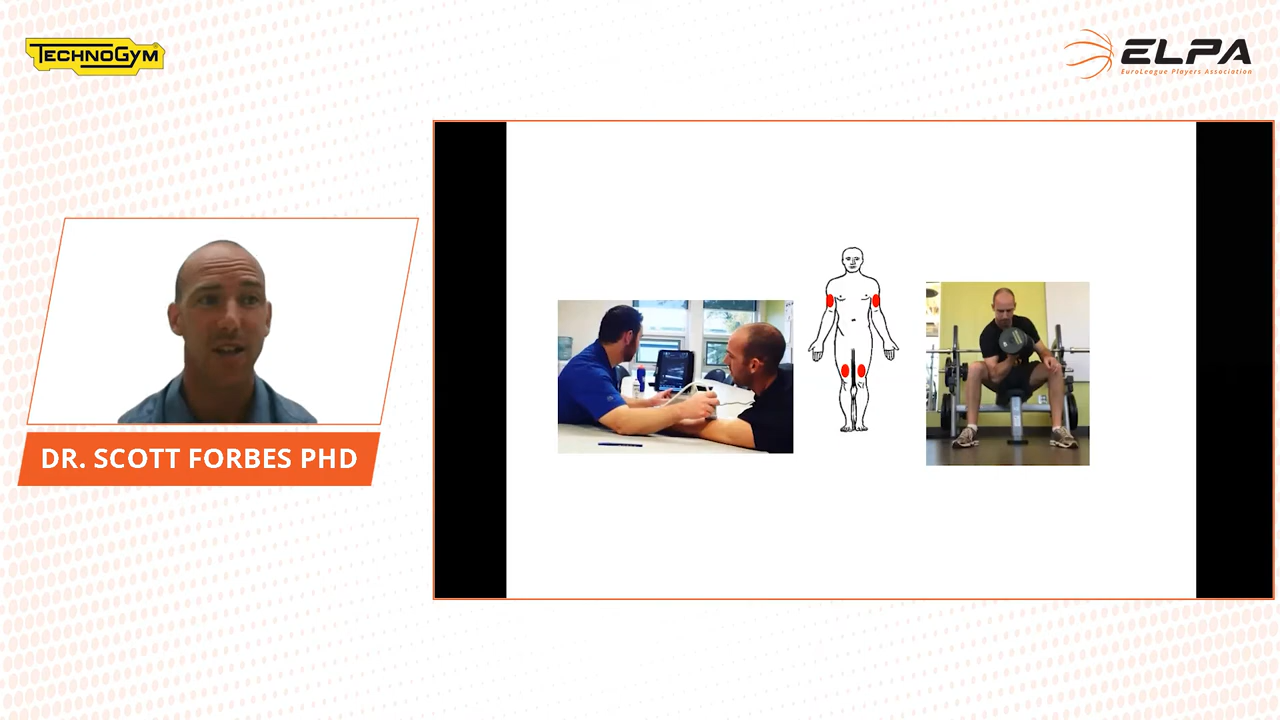 TECHNOGYM
ELPA
EuroLeague Players Association
DR. SCOTT FORBES PHD